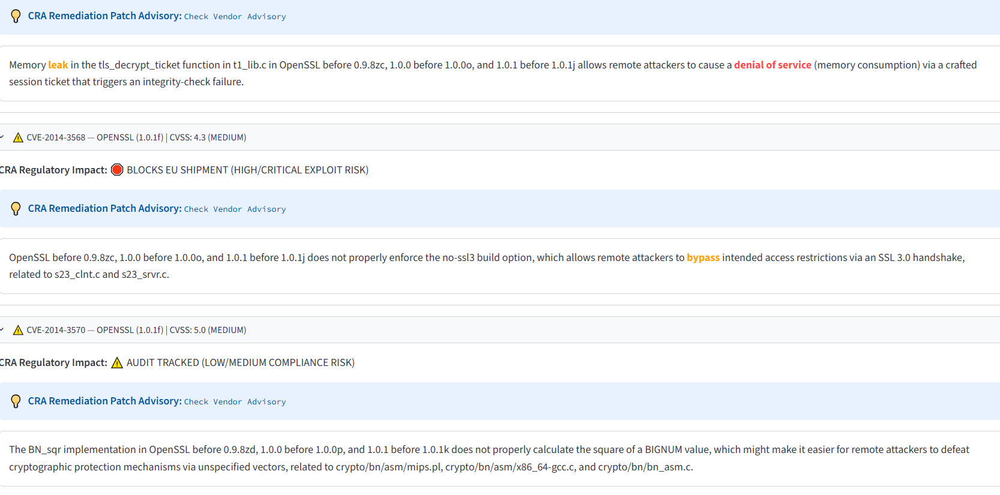 CRA Remediation Patch Advisory: Check Vendor Advisory
Memory leak in the tls_decrypt_ticket function in t1_lib.c in OpenSSL before 0.9.8zc, 1.0.0 before 1.0.0o, and 1.0.1 before 1.0.1j allows remote attackers to cause a denial of service (memory consumption) via a crafted
session ticket that triggers an integrity-check failure.
CVE-2014-3568 — OPENSSL (1.0.1f) | CVSS: 4.3 (MEDIUM)
CRA Regulatory Impact: BLOCKS EU SHIPMENT (HIGH/CRITICAL EXPLOIT RISK)
CRA Remediation Patch Advisory: Check Vendor Advisory
OpenSSL before 0.9.8zc, 1.0.0 before 1.0.0o, and 1.0.1 before 1.0.1j does not properly enforce the no-ssl3 build option, which allows remote attackers to bypass intended access restrictions via an SSL 3.0 handshake,
related to s23_clnt.c and s23_srvr.c.
CVE-2014-3570 — OPENSSL (1.0.1f) | CVSS: 5.0 (MEDIUM)
CRA Regulatory Impact: AUDIT TRACKED (LOW/MEDIUM COMPLIANCE RISK)
CRA Remediation Patch Advisory: Check Vendor Advisory
The BN_sqr implementation in OpenSSL before 0.9.8zd, 1.0.0 before 1.0.0p, and 1.0.1 before 1.0.1k does not properly calculate the square of a BIGNUM value, which might make it easier for remote attackers to defeat
cryptographic protection mechanisms via unspecified vectors, related to crypto/bn/asm/mips.pl, crypto/bn/asm/x86_64-gcc.c, and crypto/bn/bn_asm.c.